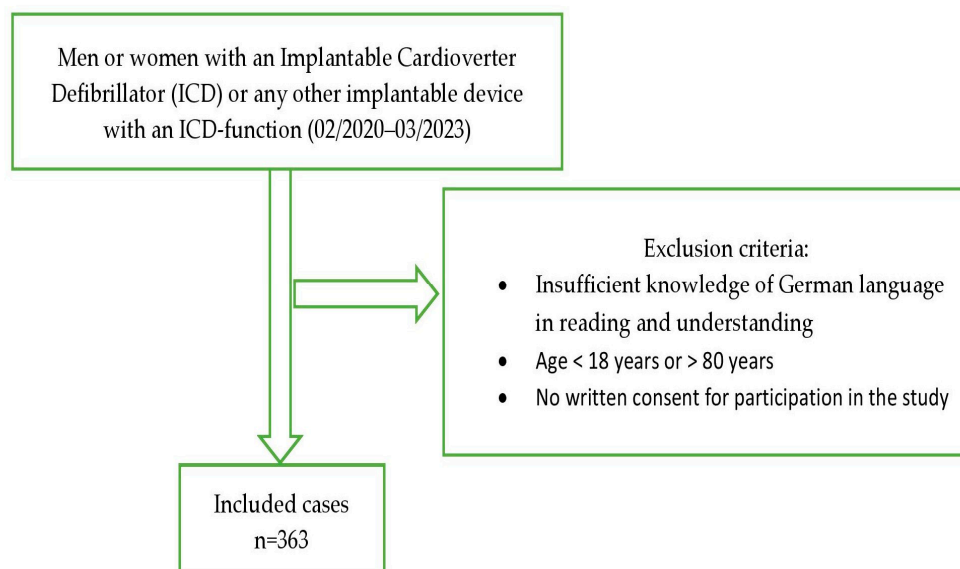 Men or women with an Implantable Cardioverter
Defibrillator (ICD) or any other implantable device
with an ICD-function (02/2020–03/2023)
Exclusion criteria:
• Insufficient knowledge of German language
in reading and understanding
• Age < 18 years or > 80 years
• No written consent for participation in the study
Included cases
n=363